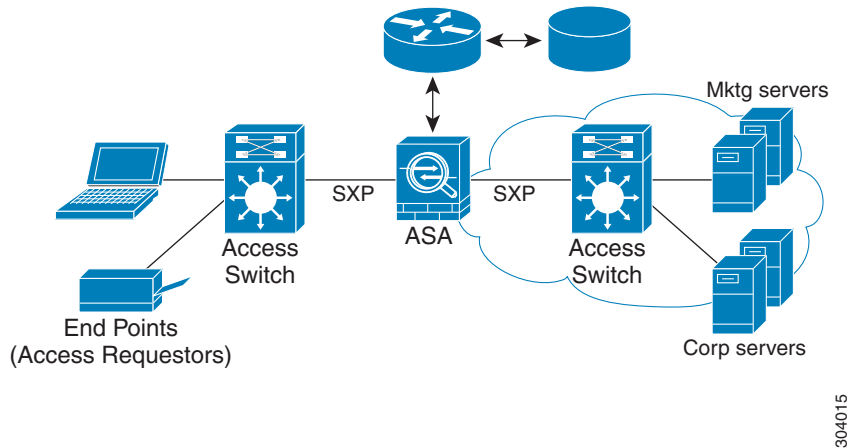 Mktg servers
SXP
SXP
ASA
Access
Switch
Access
Switch
End Points
(Access Requestors)
Corp servers
304015